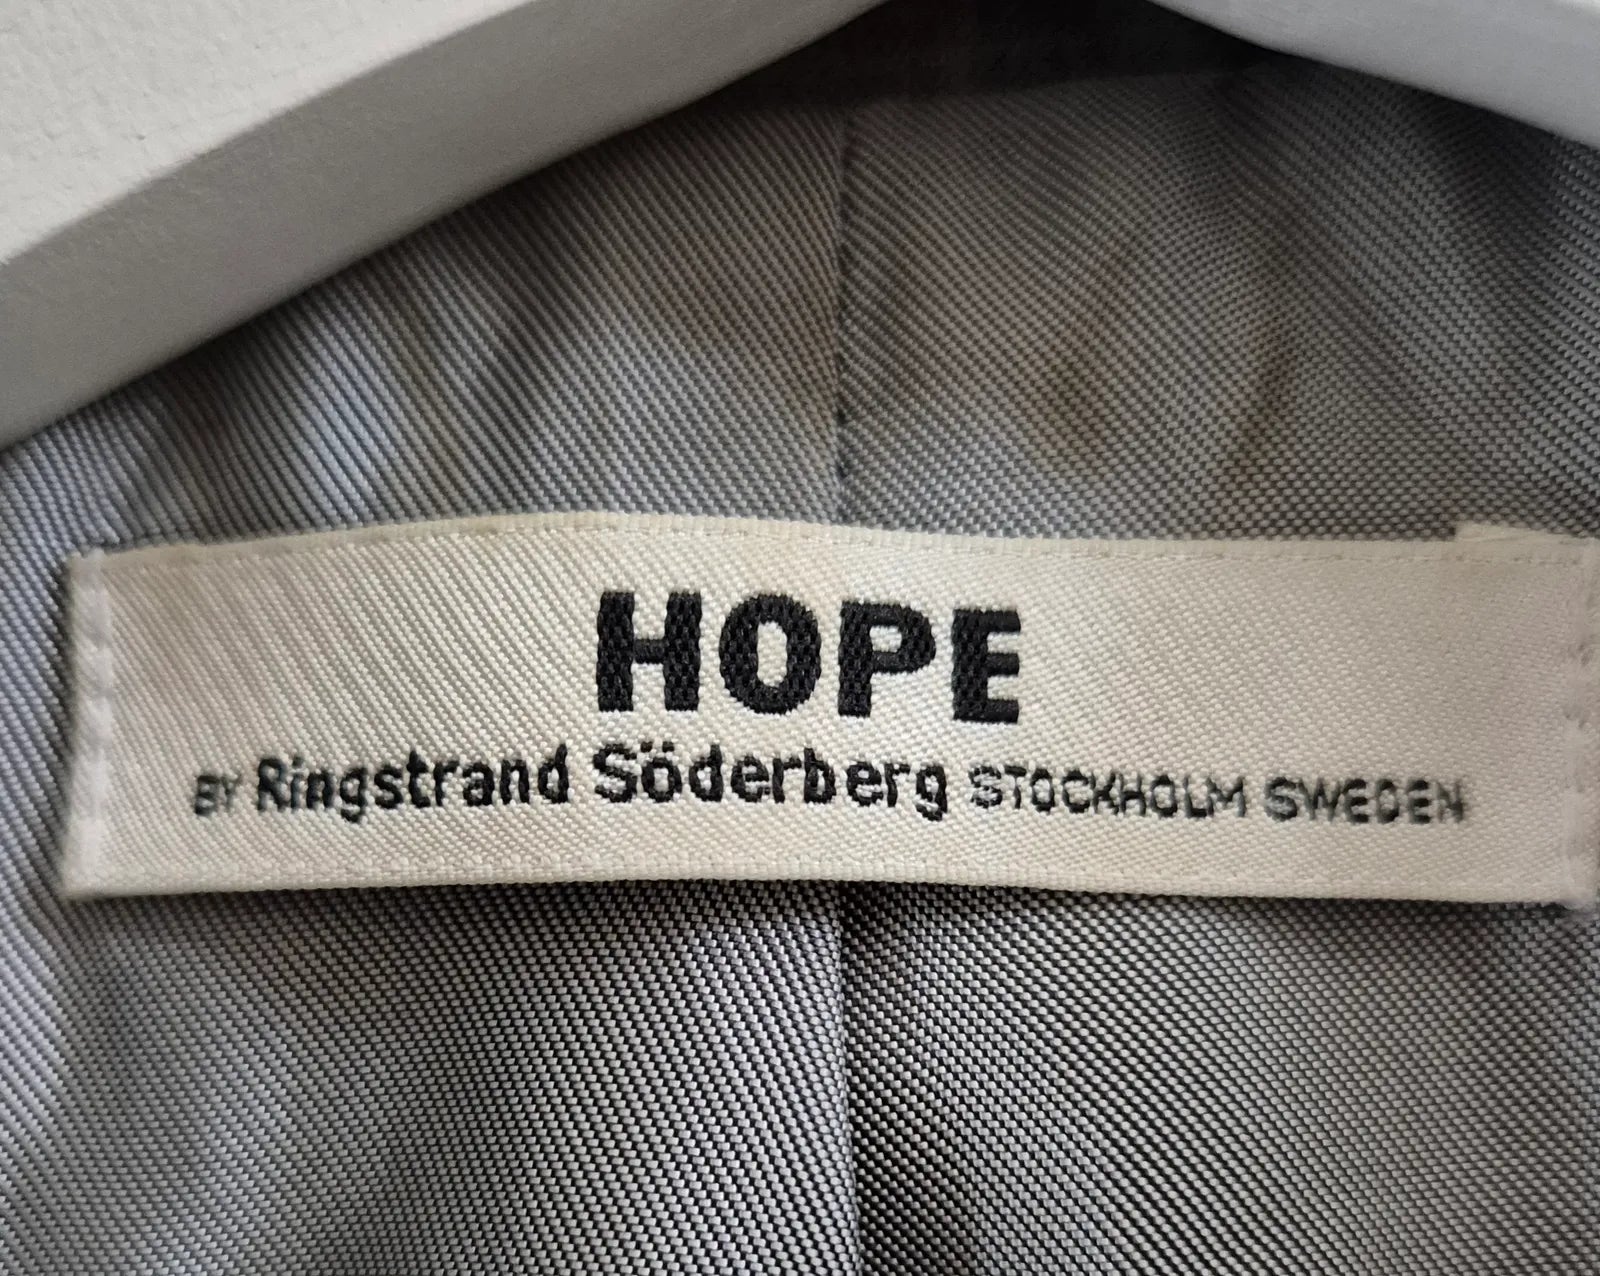 HOPE
BY Ringstrand Söderberg STOCKHOLM SWEDEN